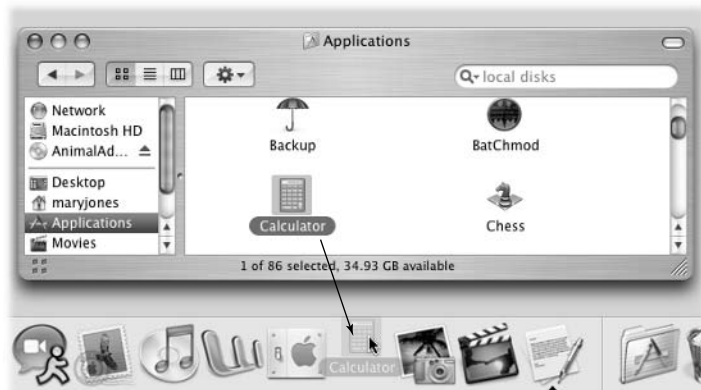 Applications
local disks
Network
Macintosh HD
AnimalAd...
Desktop
maryjones
Applications
Movies
Backup
BatChmod
Calculator
Chess
1 of 86 selected, 34.93 GB available
Calculator